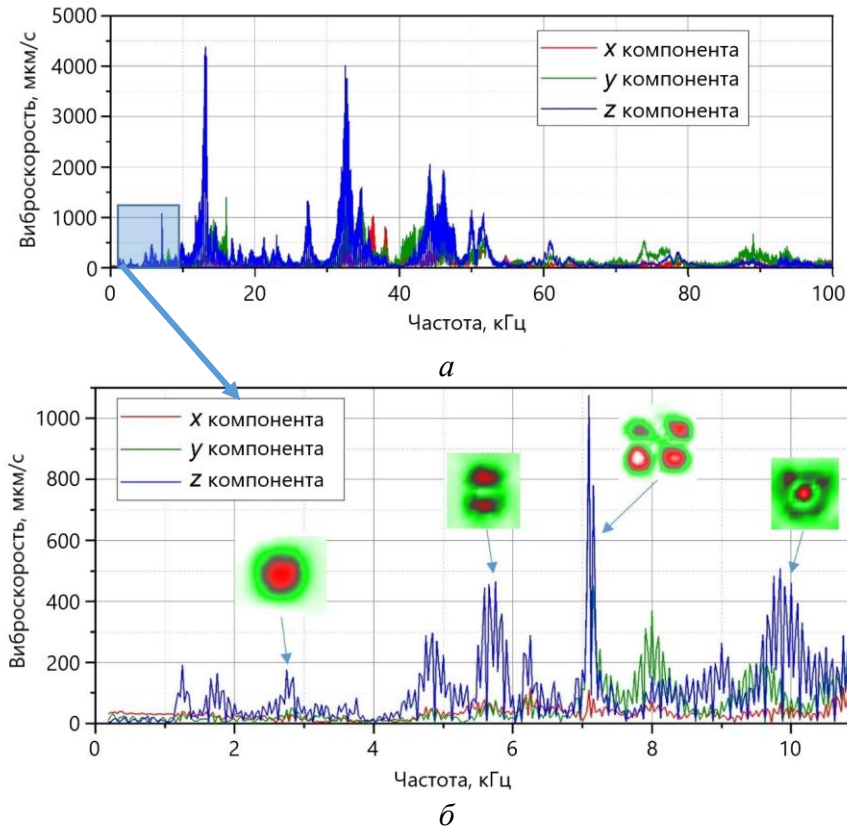 5000
4000
3000
2000
1000
0
Виброскорость, мкм/с
x компонента
y компонента
z компонента
0 20 40 60 80 100
Частота, кГц
а
1000
800
600
400
200
0
Виброскорость, мкм/с
x компонента
y компонента
z компонента
0 2 4 6 8 10
Частота, кГц
б